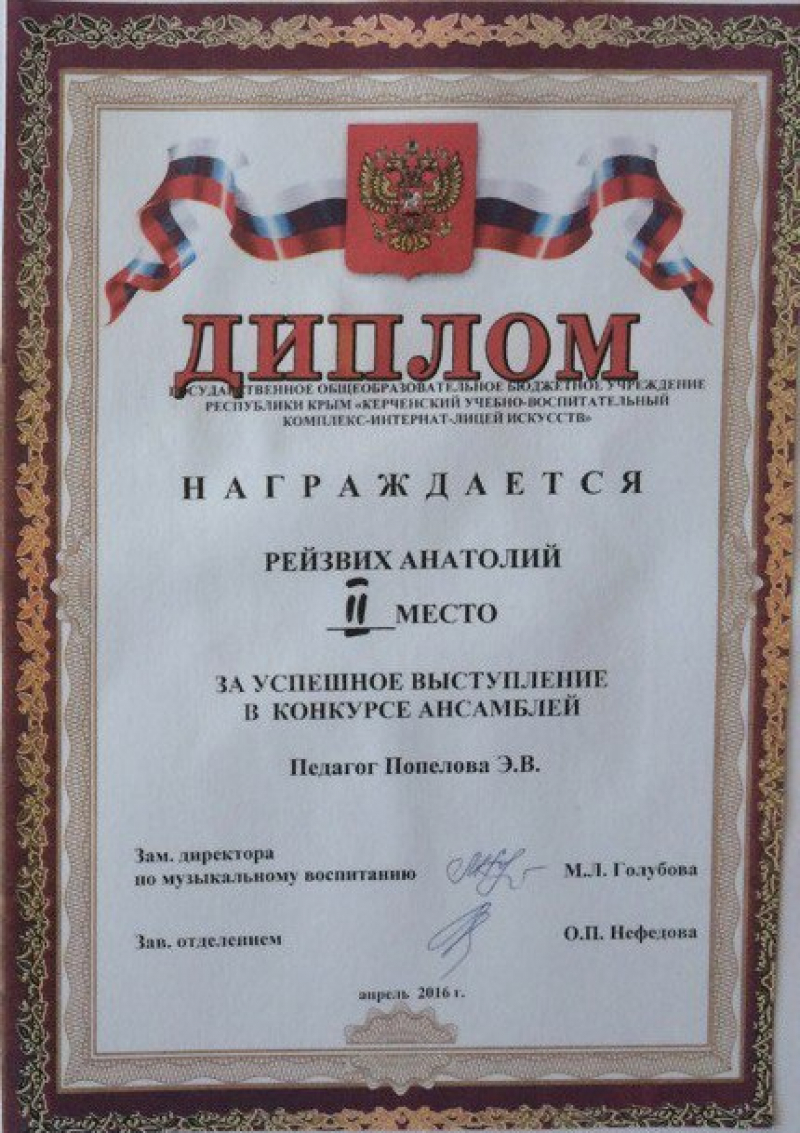 ДИПЛОМ
ГОСУДАРСТВЕННОЕ ОБЩЕОБРАЗОВАТЕЛЬНОЕ БЮДЖЕТНОЕ УЧРЕЖДЕНИЕ
РЕСПУБЛИКИ КРЫМ «КЕРЧЕНСКИЙ УЧЕБНО-ВОСПИТАТЕЛЬНЫЙ
КОМПЛЕКС-ИНТЕРНАТ-ЛИЦЕЙ ИСКУССТВ»
НАГРАЖДАЕТСЯ
РЕЙЗВИХ АНАТОЛИЙ
II МЕСТО
ЗА УСПЕШНОЕ ВЫСТУПЛЕНИЕ
В КОНКУРСЕ АНСАМБЛЕЙ
Педагог Попелова Э.В.
Зам. директора
по музыкальному воспитанию М.Л. Голубова
Зав. отделением О.П. Нефедова
апрель 2016 г.